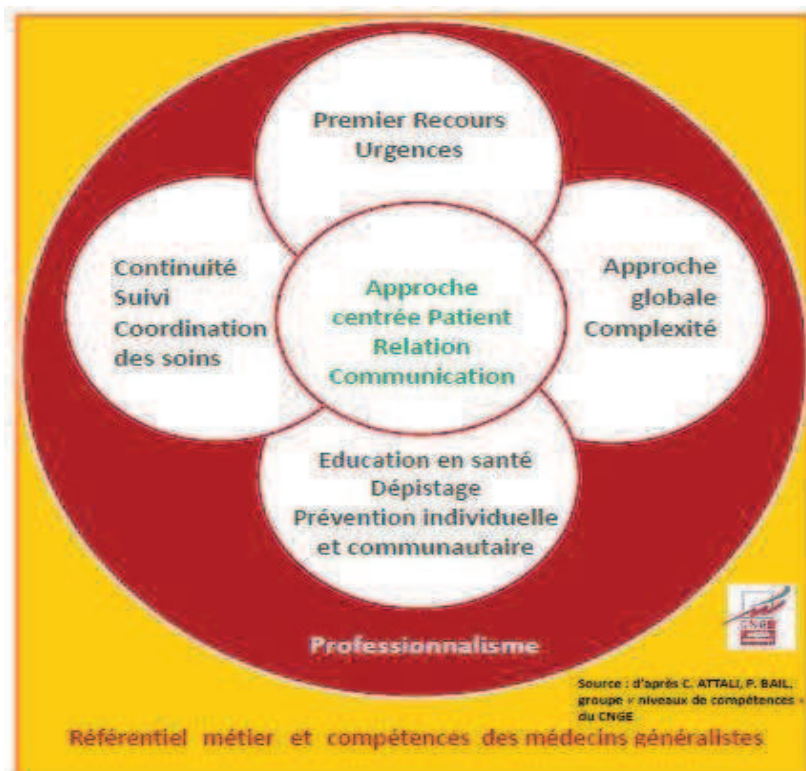 Premier Recours
Urgences
Continuité
Suivi
Coordination
des soins
Approche
centrée Patient
Relation
Communication
Approche
globale
Complexité
Education en santé
Dépistage
Prévention individuelle
et communautaire
Professionnalisme
CNGE
Source : d'après C. ATTALI, P. BAIL,
groupe « niveaux de compétences »
du CNGE
Référentiel métier et compétences des médecins généralistes